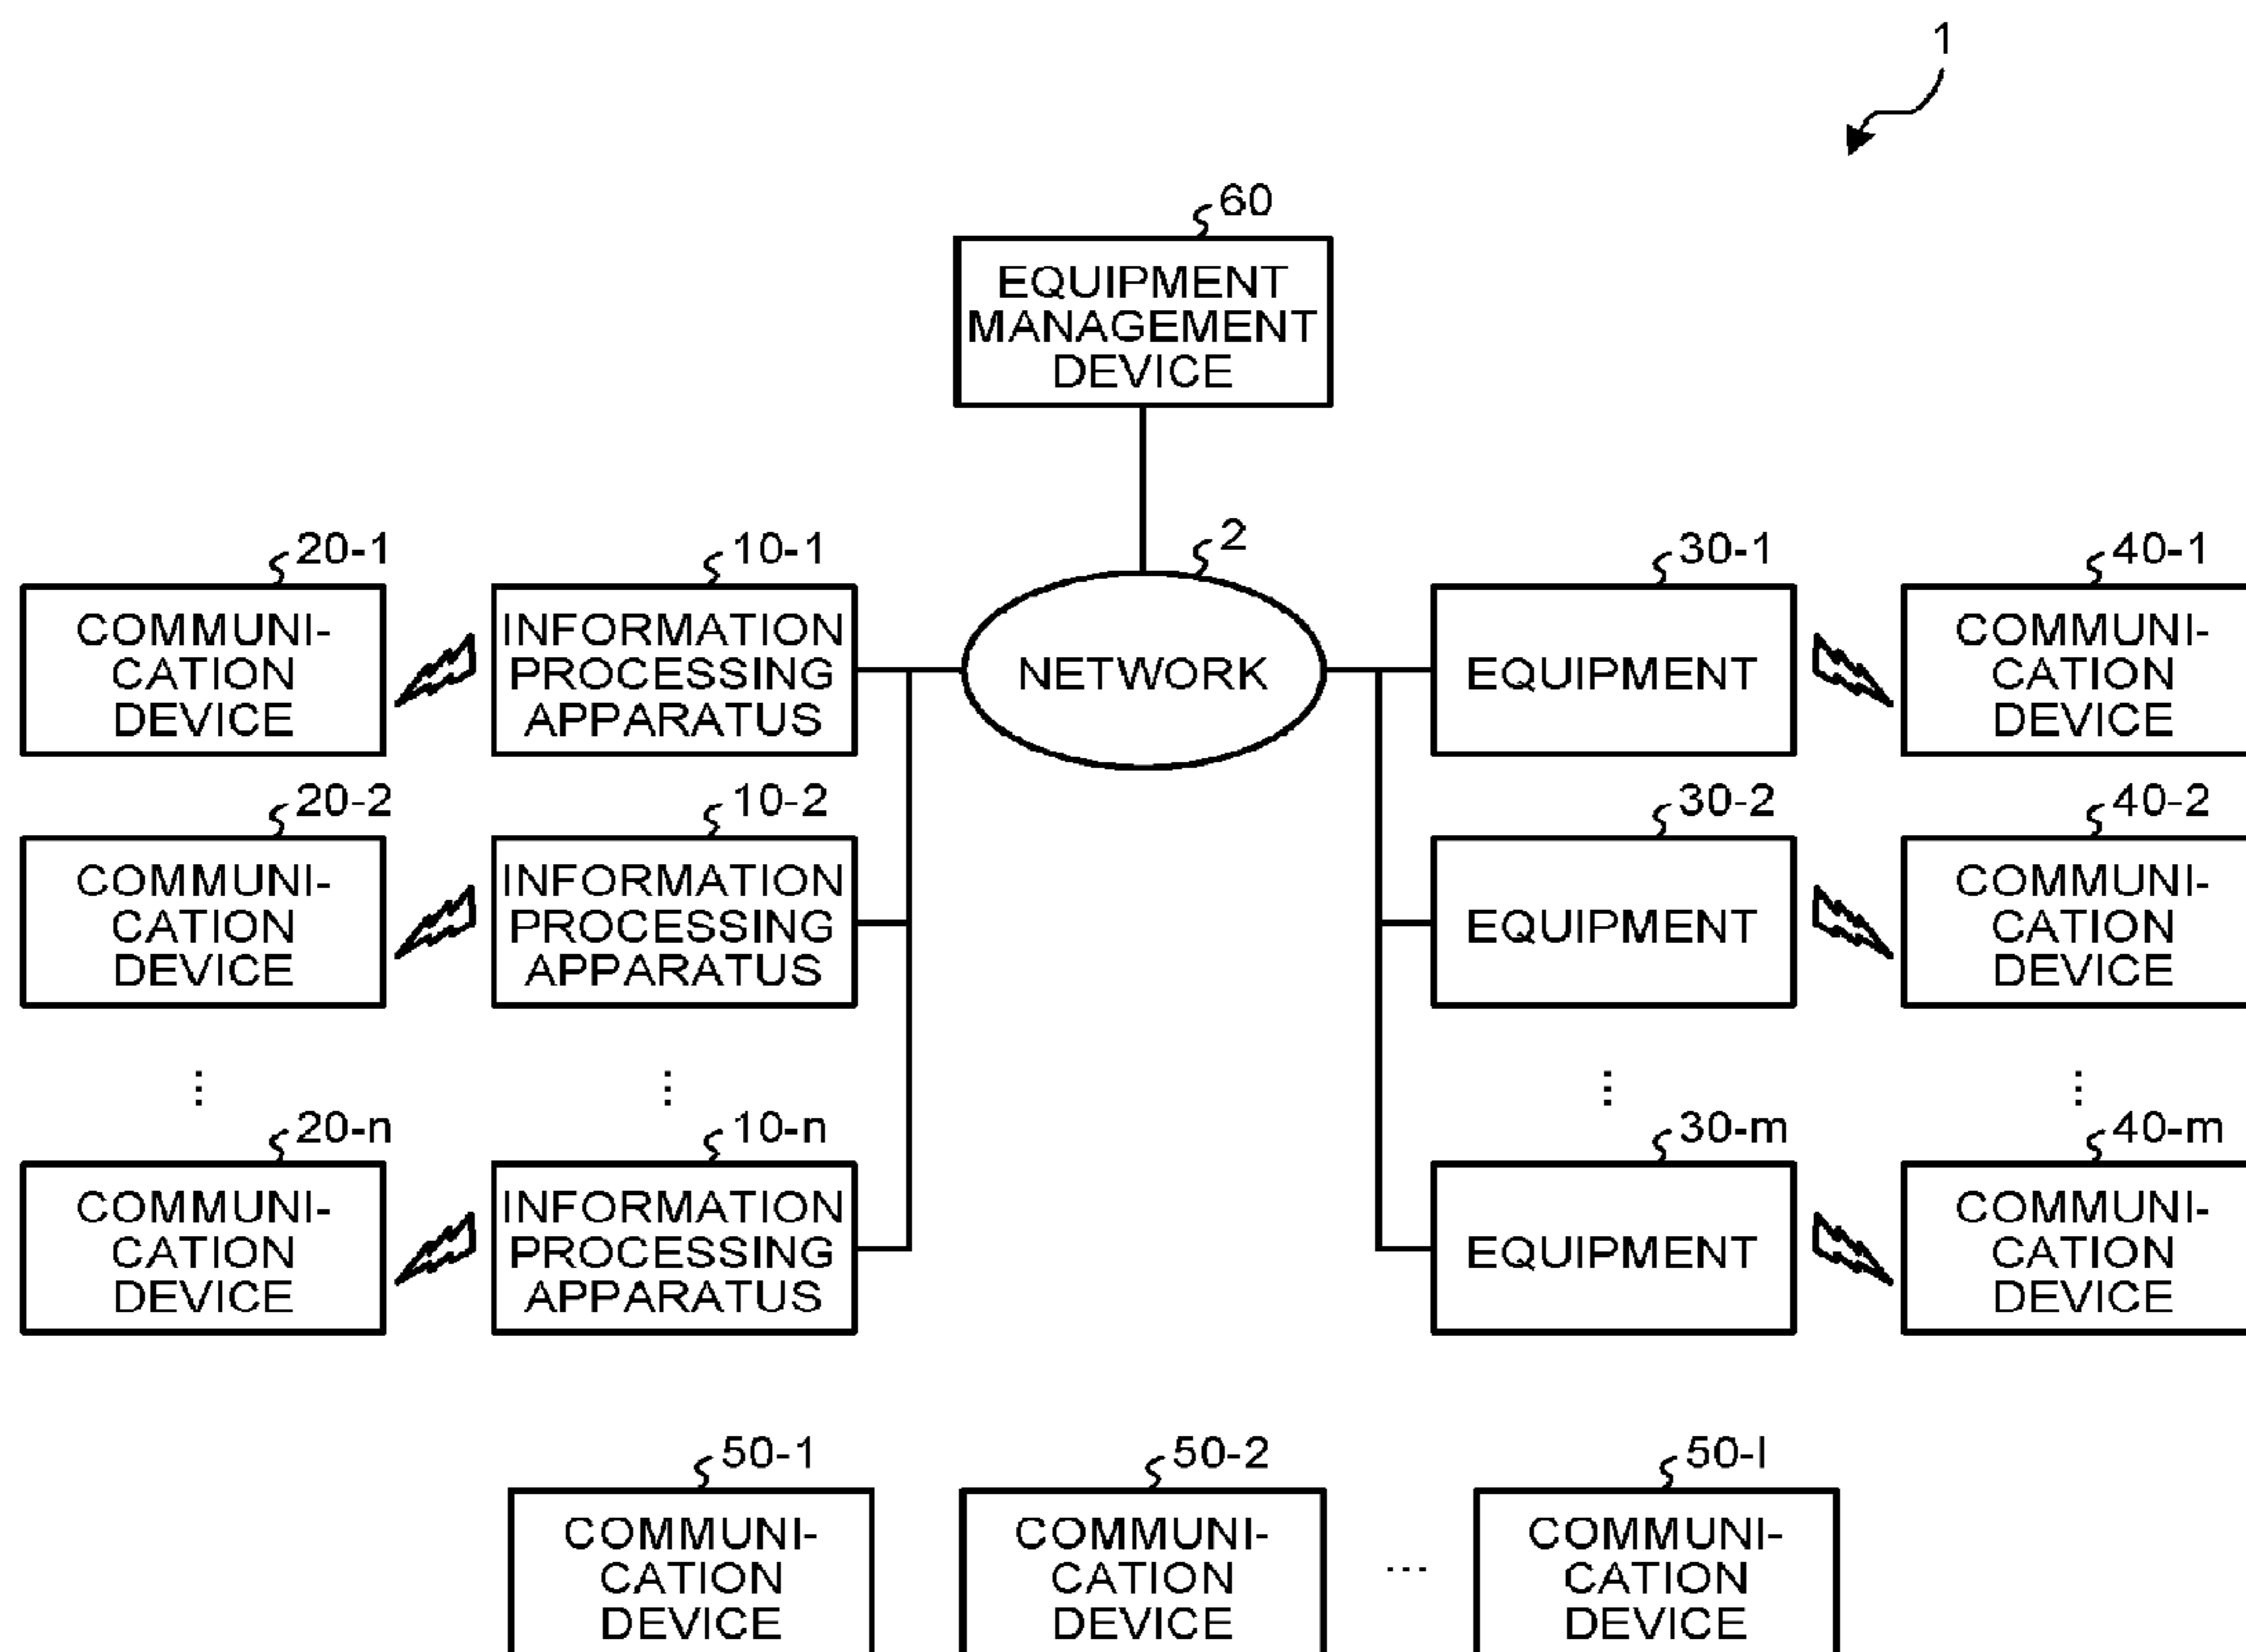 1
60
EQUIPMENT
MANAGEMENT
DEVICE
2
NETWORK
20-1
COMMUNI-
CATION
DEVICE
10-1
INFORMATION
PROCESSING
APPARATUS
30-1
EQUIPMENT
40-1
COMMUNI-
CATION
DEVICE
20-2
COMMUNI-
CATION
DEVICE
10-2
INFORMATION
PROCESSING
APPARATUS
30-2
EQUIPMENT
40-2
COMMUNI-
CATION
DEVICE
⋮
⋮
⋮
⋮
20-n
COMMUNI-
CATION
DEVICE
10-n
INFORMATION
PROCESSING
APPARATUS
30-m
EQUIPMENT
40-m
COMMUNI-
CATION
DEVICE
50-1
COMMUNI-
CATION
DEVICE
50-2
COMMUNI-
CATION
DEVICE
...
50-l
COMMUNI-
CATION
DEVICE